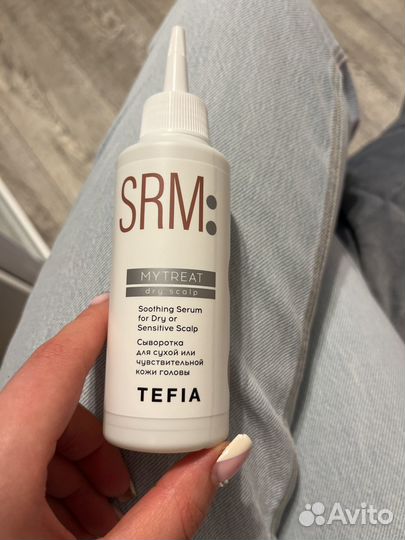 SRM:
MYTREAT
dry scalp
Soothing Serum
for Dry or
Sensitive Scalp
Сыворотка
для сухой или
чувствительной
кожи головы
TEFIA
Avito